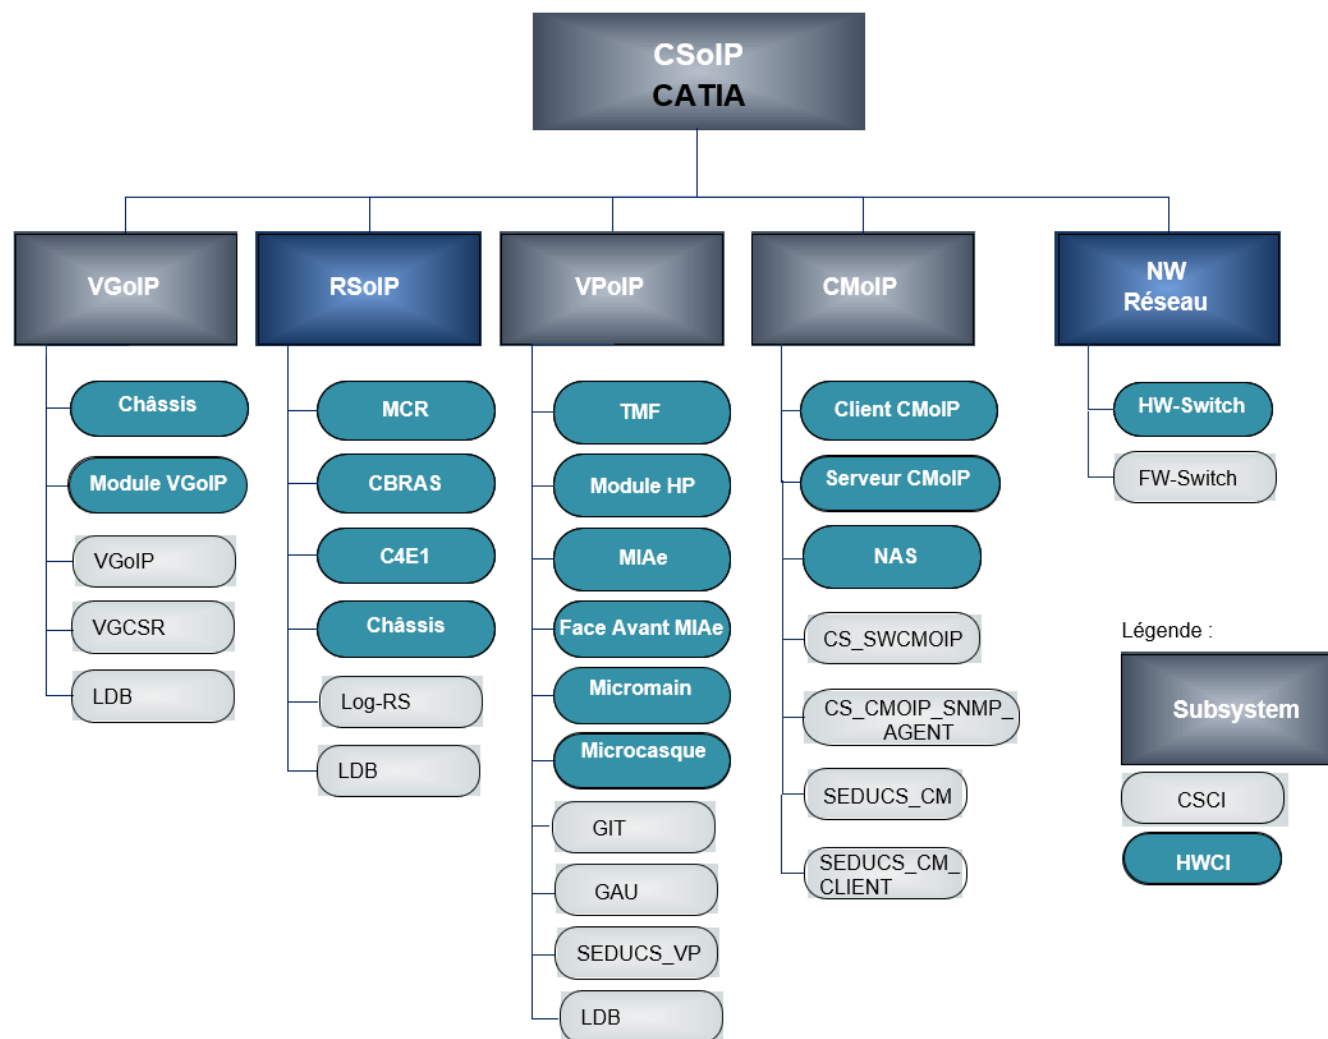 CSoIP
CATIA
VGoIP
RSoIP
VPoIP
CMoIP
NW
Réseau
Châssis
Module VGoIP
VGoIP
VGCSR
LDB
MCR
CBRAS
C4E1
Châssis
Log-RS
LDB
TMF
Module HP
MIAe
Face Avant MIAe
Micromain
Microcasque
GIT
GAU
SEDUCS_VP
LDB
Client CMoIP
Serveur CMoIP
NAS
CS_SWCMOIP
CS_CMOIP_SNMP_
AGENT
SEDUCS_CM
SEDUCS_CM_
CLIENT
HW-Switch
FW-Switch
Légende :
Subsystem
CSCI
HWCI